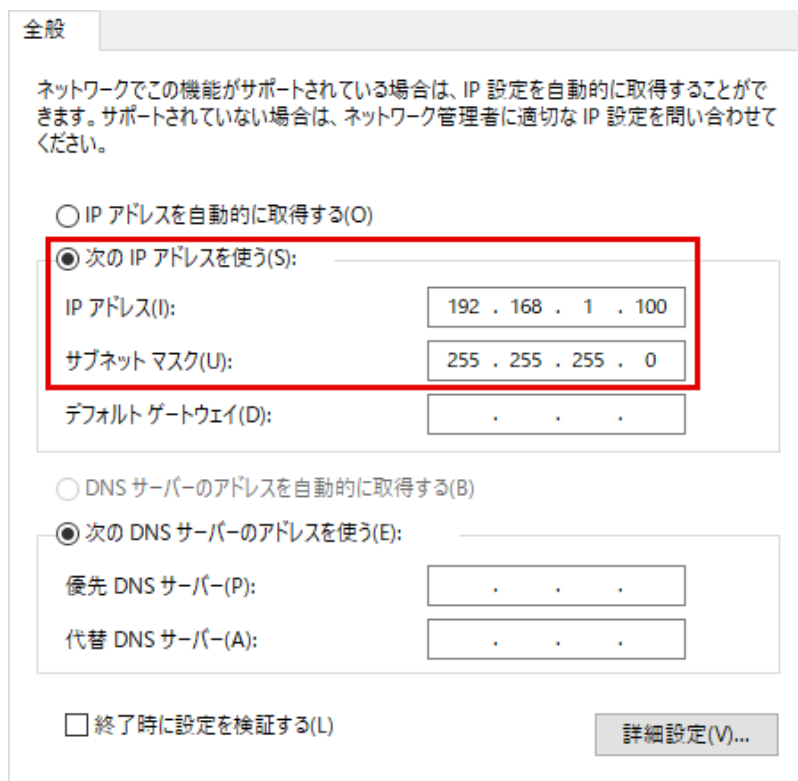 全般
ネットワークでこの機能がサポートされている場合は、IP 設定を自動的に取得することがで
きます。サポートされていない場合は、ネットワーク管理者に適切な IP 設定を問い合わせて
ください。
IP アドレスを自動的に取得する(O)
次の IP アドレスを使う(S):
IP アドレス(I): 192 . 168 . 1 . 100
サブネット マスク(U): 255 . 255 . 255 . 0
デフォルト ゲートウェイ(D): . . .
DNS サーバーのアドレスを自動的に取得する(B)
次の DNS サーバーのアドレスを使う(E):
優先 DNS サーバー(P): . . .
代替 DNS サーバー(A): . . .
終了時に設定を検証する(L)
詳細設定(V)...